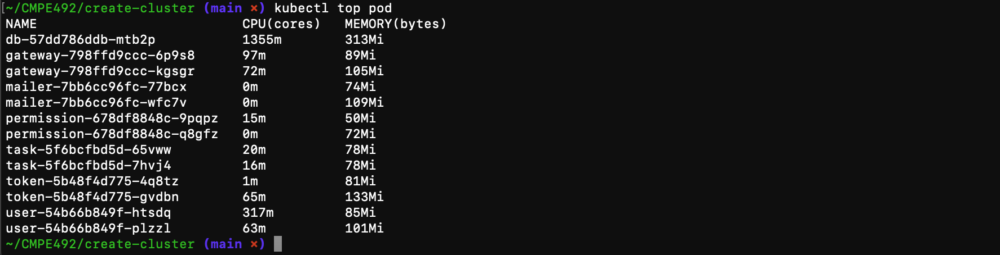 [~/CMPE492/create-cluster (main ×) kubectl top pod
NAME CPU(cores) MEMORY(bytes)
db-57dd786ddb-mtb2p 1355m 313Mi
gateway-798ffd9ccc-6p9s8 97m 89Mi
gateway-798ffd9ccc-kgsgr 72m 105Mi
mailer-7bb6cc96fc-77bcx 0m 74Mi
mailer-7bb6cc96fc-wfc7v 0m 109Mi
permission-678df8848c-9pqpz 15m 50Mi
permission-678df8848c-q8gfz 0m 72Mi
task-5f6bcfbd5d-65vww 20m 78Mi
task-5f6bcfbd5d-7hvj4 16m 78Mi
token-5b48f4d775-4q8tz 1m 81Mi
token-5b48f4d775-gvdbn 65m 133Mi
user-54b66b849f-htsdq 317m 85Mi
user-54b66b849f-plzzl 63m 101Mi
~/CMPE492/create-cluster (main ×)